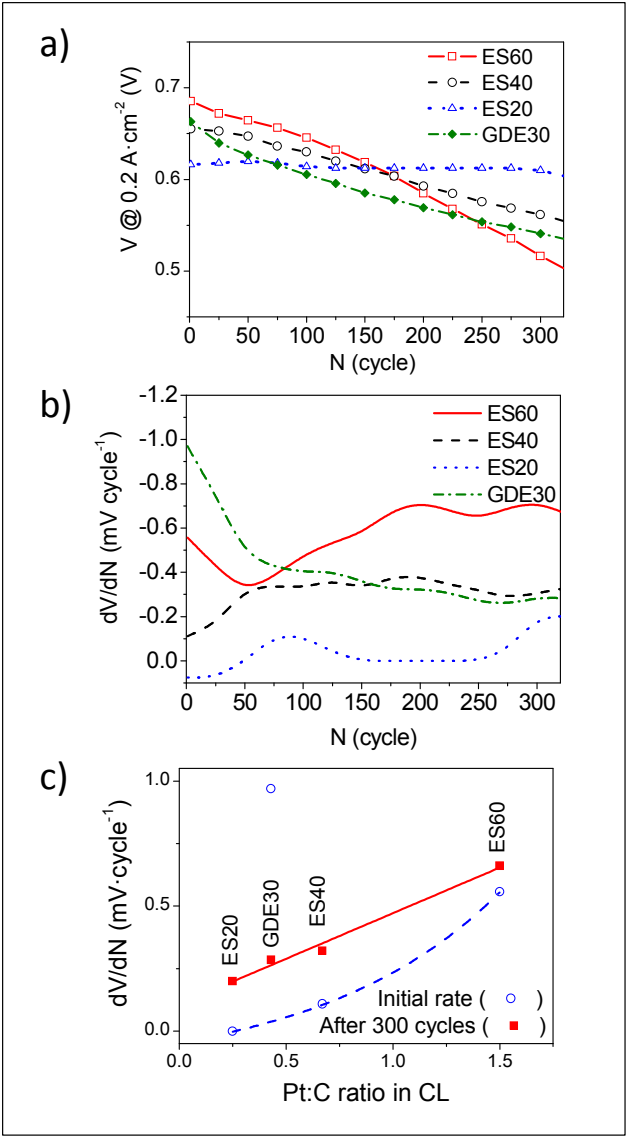 a)
ES60
ES40
ES20
GDE30
0.7
0.6
0.5
V @ 0.2 A·cm-2 (V)
0 50 100 150 200 250 300
N (cycle)
b)
ES60
ES40
ES20
GDE30
-1.2
-1.0
-0.8
-0.6
-0.4
-0.2
0.0
dV/dN (mV cycle-1)
0 50 100 150 200 250 300
N (cycle)
c)
1.0
0.5
0.0
dV/dN (mV·cycle-1)
ES20
GDE30
ES40
ES60
Initial rate ( )
After 300 cycles ( )
0.0 0.5 1.0 1.5
Pt:C ratio in CL